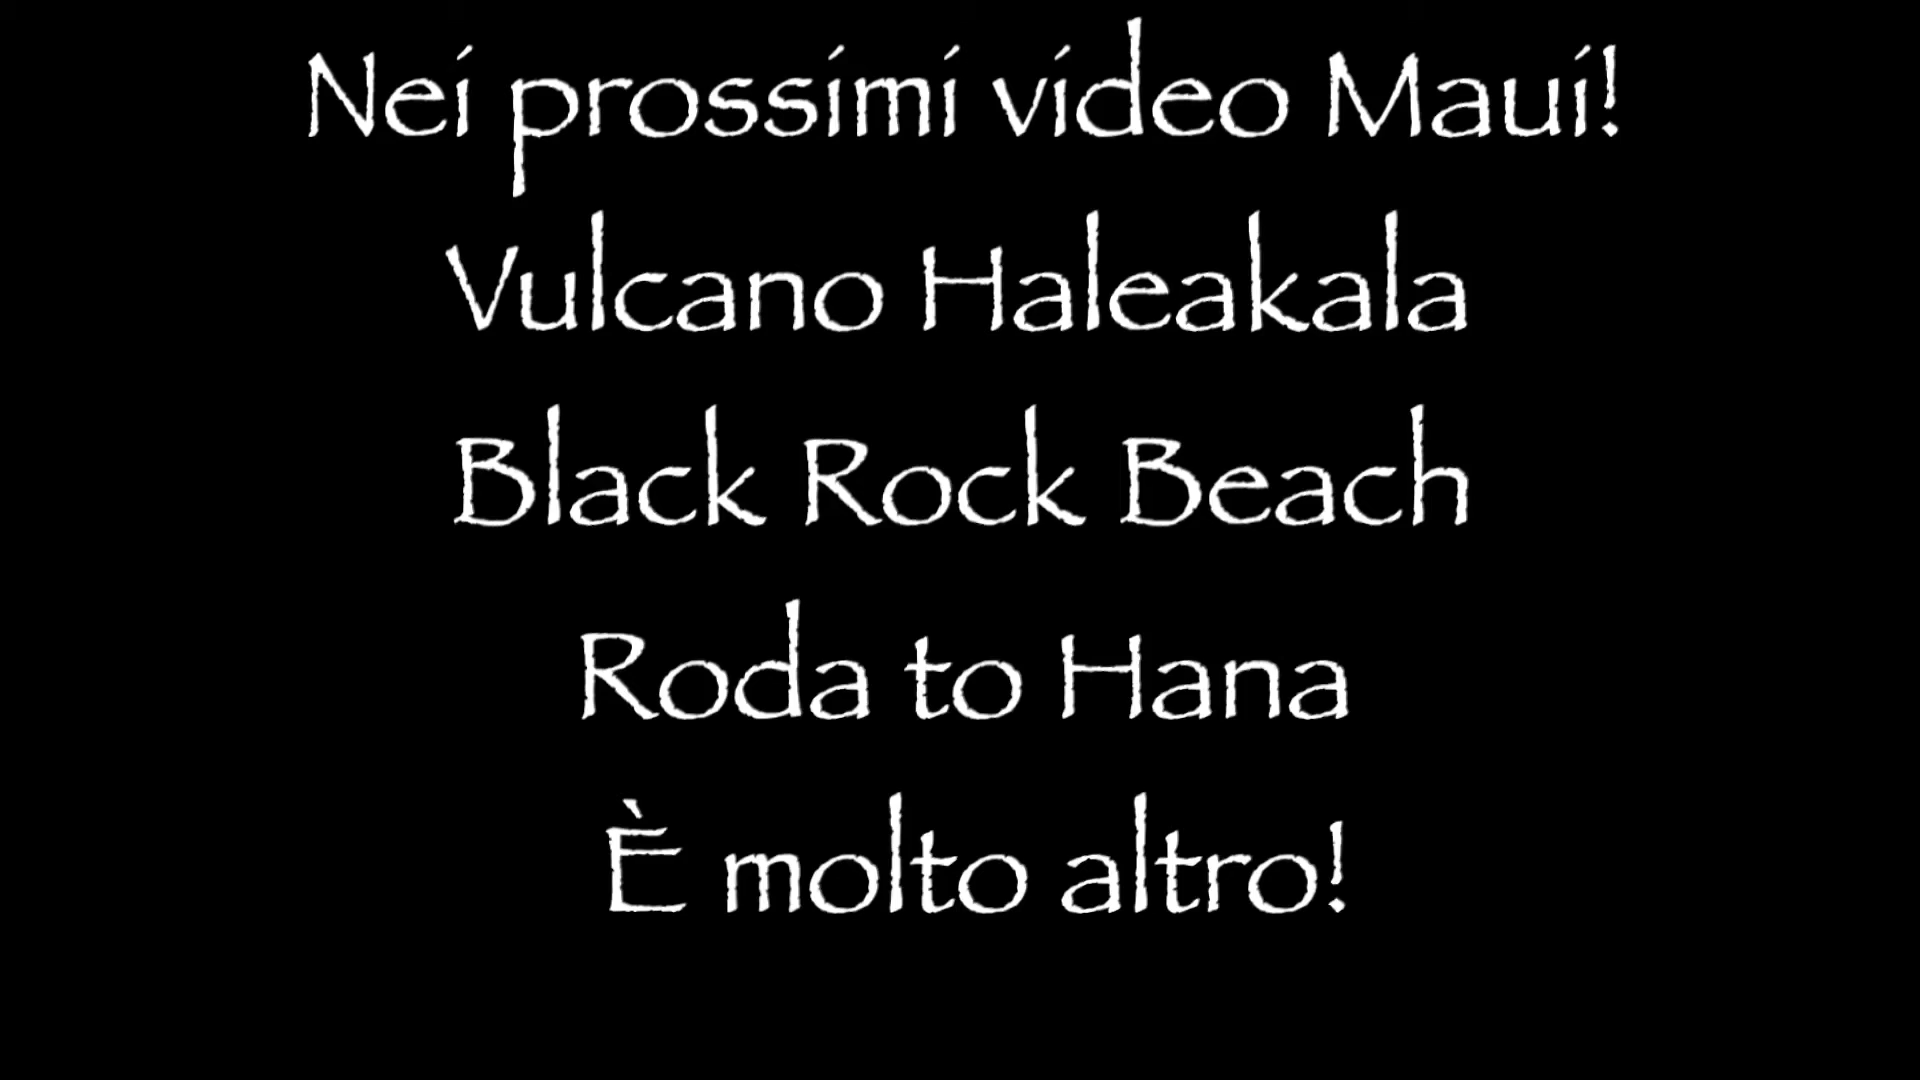 Nei prossimi video Maui!
Vulcano Haleakala
Black Rock Beach
Roda to Hana
È molto altro!